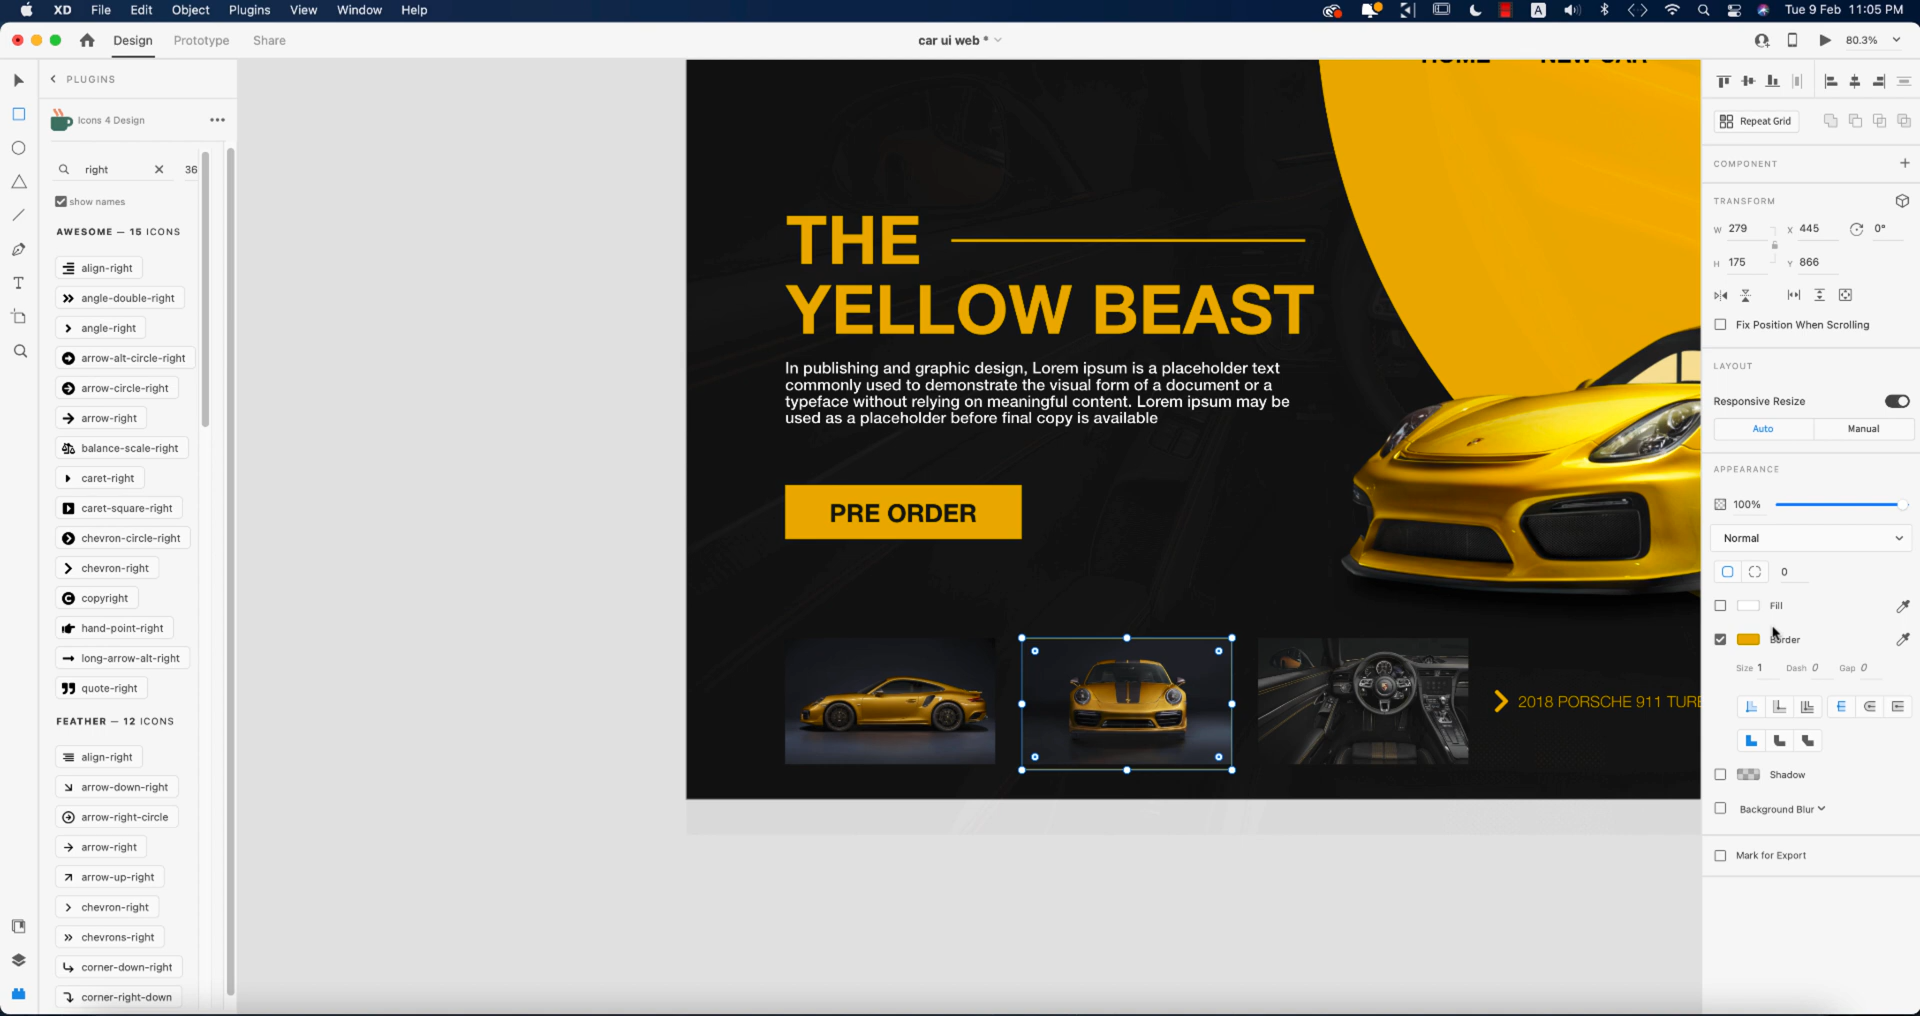 XD File Edit Object Plugins View Window Help
A
Tue 9 Feb 11:05 PM
Design Prototype Share
car ui web *
80.3%
PLUGINS
Icons 4 Design
right 36
show names
AWESOME — 15 ICONS
align-right
angle-double-right
angle-right
arrow-alt-circle-right
arrow-circle-right
arrow-right
balance-scale-right
caret-right
caret-square-right
chevron-circle-right
chevron-right
copyright
hand-point-right
long-arrow-alt-right
quote-right
FEATHER — 12 ICONS
align-right
arrow-down-right
arrow-right-circle
arrow-right
arrow-up-right
chevron-right
chevrons-right
corner-down-right
corner-right-down
HOME NEW CAR
THE
YELLOW BEAST
In publishing and graphic design, Lorem ipsum is a placeholder text
commonly used to demonstrate the visual form of a document or a
typeface without relying on meaningful content. Lorem ipsum may be
used as a placeholder before final copy is available
PRE ORDER
2018 PORSCHE 911 TURB
Repeat Grid
COMPONENT
TRANSFORM
W 279 X 445 0°
H 175 Y 866
Fix Position When Scrolling
LAYOUT
Responsive Resize
Auto Manual
APPEARANCE
100%
Normal
0
Fill
Border
Size 1 Dash 0 Gap 0
Shadow
Background Blur
Mark for Export